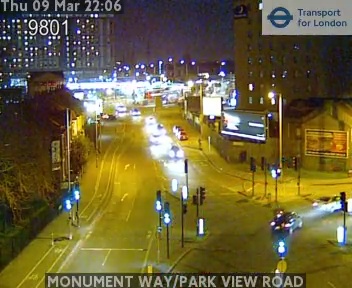 Thu 09 Mar 22:06
9801
Transport
for London
MONUMENT WAY/PARK VIEW ROAD